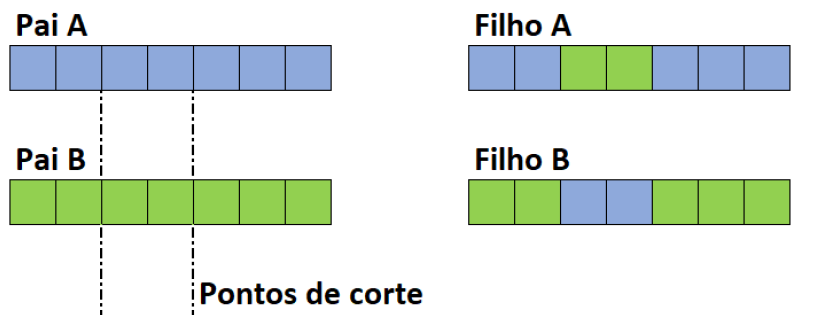 Pai A
Filho A
Pai B
Filho B
Pontos de corte